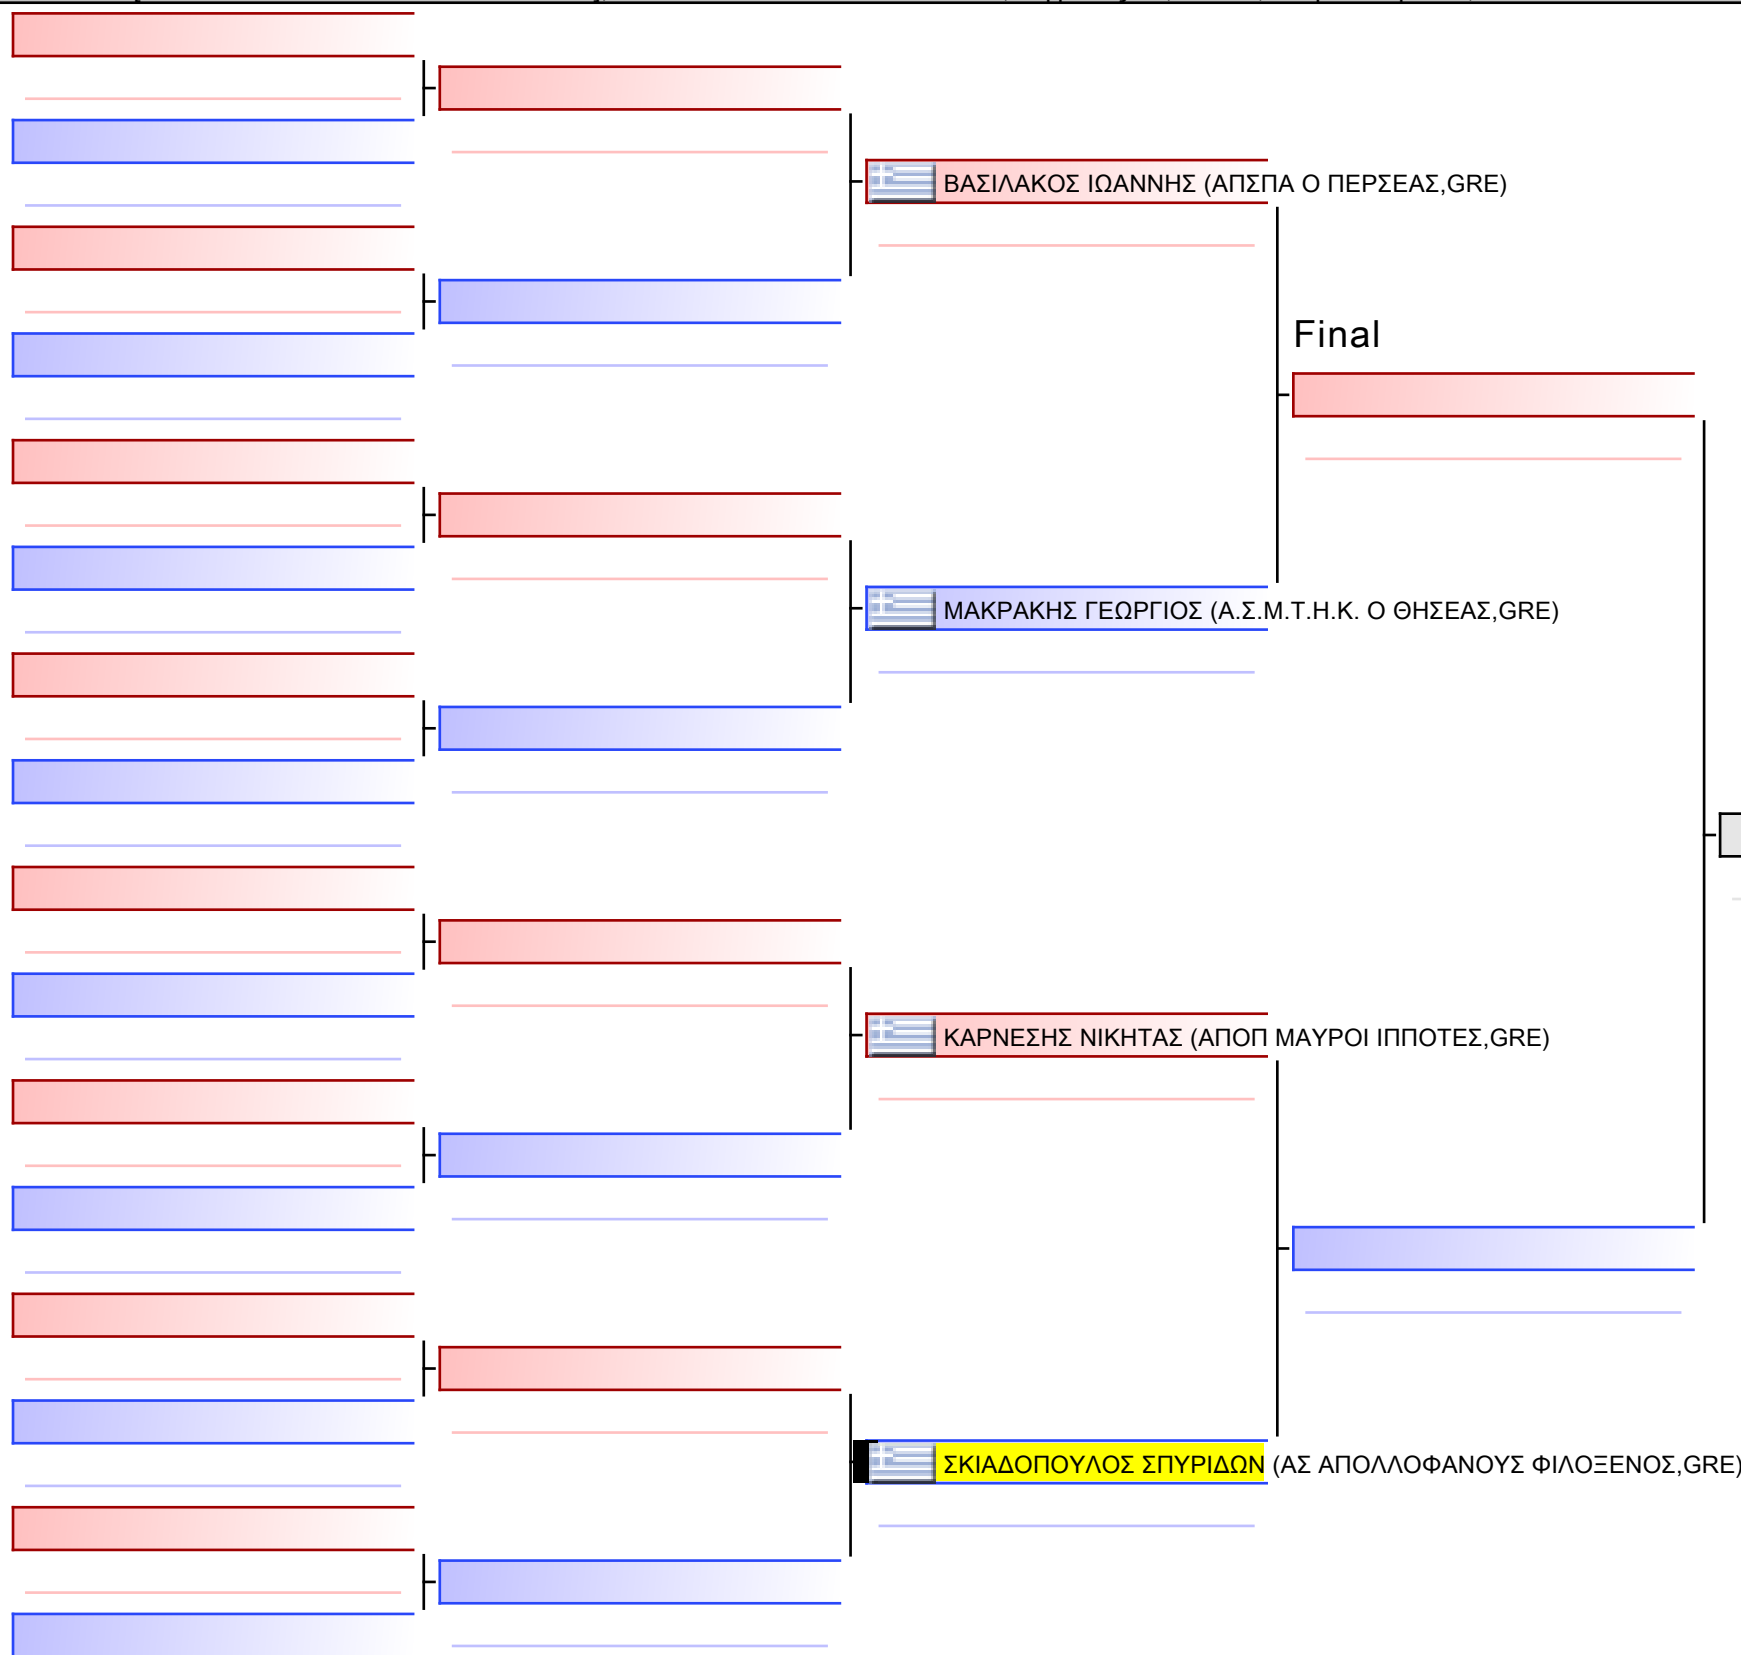 ΒΑΣΙΛΑΚΟΣ ΙΩΑΝΝΗΣ (ΑΠΣΠΑ Ο ΠΕΡΣΕΑΣ,GRE)
Final
ΜΑΚΡΑΚΗΣ ΓΕΩΡΓΙΟΣ (Α.Σ.Μ.Τ.Η.Κ. Ο ΘΗΣΕΑΣ,GRE)
ΚΑΡΝΕΣΗΣ ΝΙΚΗΤΑΣ (ΑΠΟΠ ΜΑΥΡΟΙ ΙΠΠΟΤΕΣ,GRE)
ΣΚΙΑΔΟΠΟΥΛΟΣ ΣΠΥΡΙΔΩΝ (ΑΣ ΑΠΟΛΛΟΦΑΝΟΥΣ ΦΙΛΟΞΕΝΟΣ,GRE)